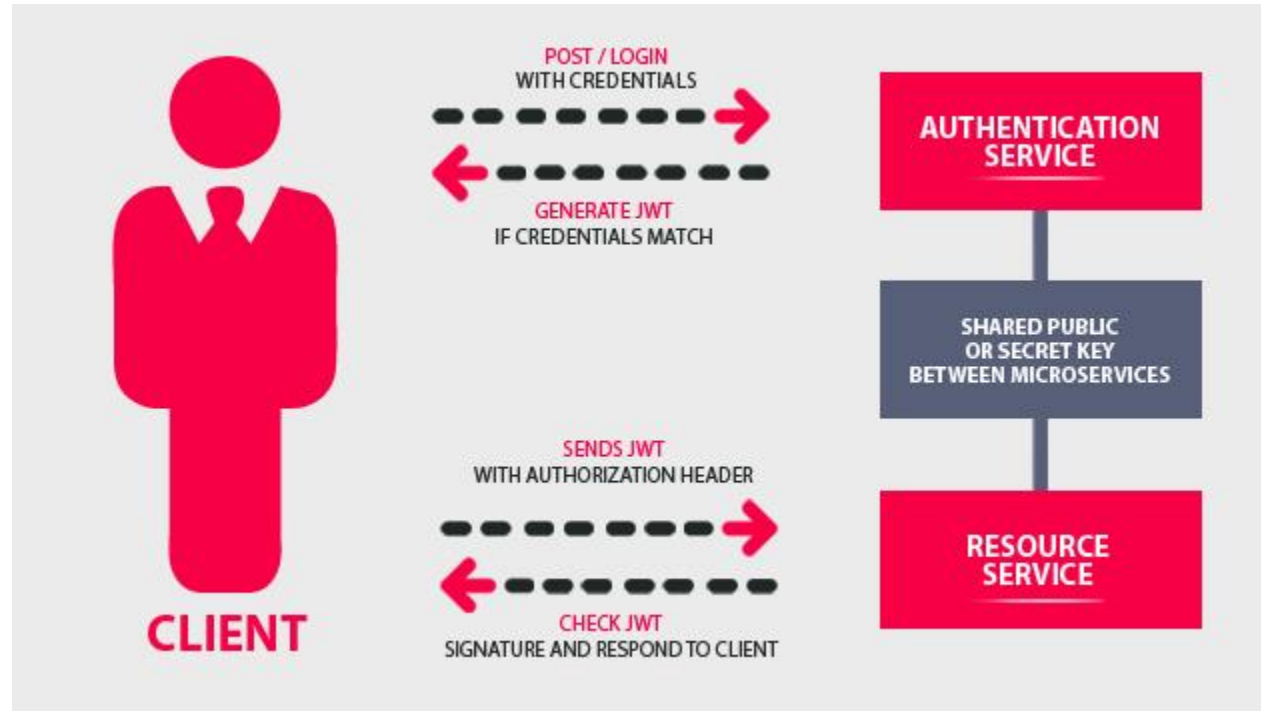 POST / LOGIN
WITH CREDENTIALS
GENERATE JWT
IF CREDENTIALS MATCH
AUTHENTICATION
SERVICE
SHARED PUBLIC
OR SECRET KEY
BETWEEN MICROSERVICES
SENDS JWT
WITH AUTHORIZATION HEADER
CHECK JWT
SIGNATURE AND RESPOND TO CLIENT
RESOURCE
SERVICE
CLIENT